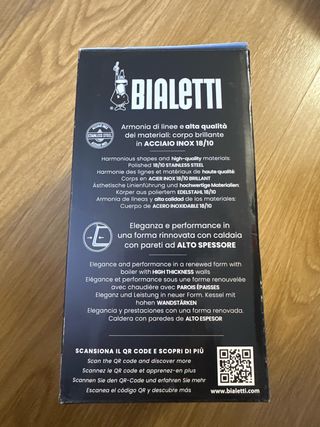 BIALETTI
Armonia di linee e alta qualità
dei materiali: corpo brillante
in ACCIAIO INOX 18/10
STAINLESS STEEL
Harmonious shapes and high-quality materials:
Polished 18/10 STAINLESS STEEL
Harmonie des lignes et matériaux de haute qualité:
Corps en ACIER INOX 18/10 BRILLANT
Ästhetische Linienführung und hochwertige Materialien:
Körper aus poliertem EDELSTAHL 18/10
Armonía de líneas y alta calidad de los materiales:
Cuerpo de ACERO INOXIDABLE 18/10
Eleganza e performance in
una forma rinnovata con caldaia
con pareti ad ALTO SPESSORE
Elegance and performance in a renewed form with
boiler with HIGH THICKNESS walls
Élégance et performance sous une forme renouvelée
avec chaudière avec PAROIS ÉPAISSES
Eleganz und Leistung in neuer Form. Kessel mit
hohen WANDSTÄRKEN
Elegancia y prestaciones con una forma renovada.
Caldera con paredes de ALTO ESPESOR
SCANSIONA IL QR CODE E SCOPRI DI PIÙ
Scan the QR code and discover more
Scannez le QR code et apprenez-en plus
Scannen Sie den QR-Code und erfahren Sie mehr
Escanea el código QR y descubre más
www.bialetti.com